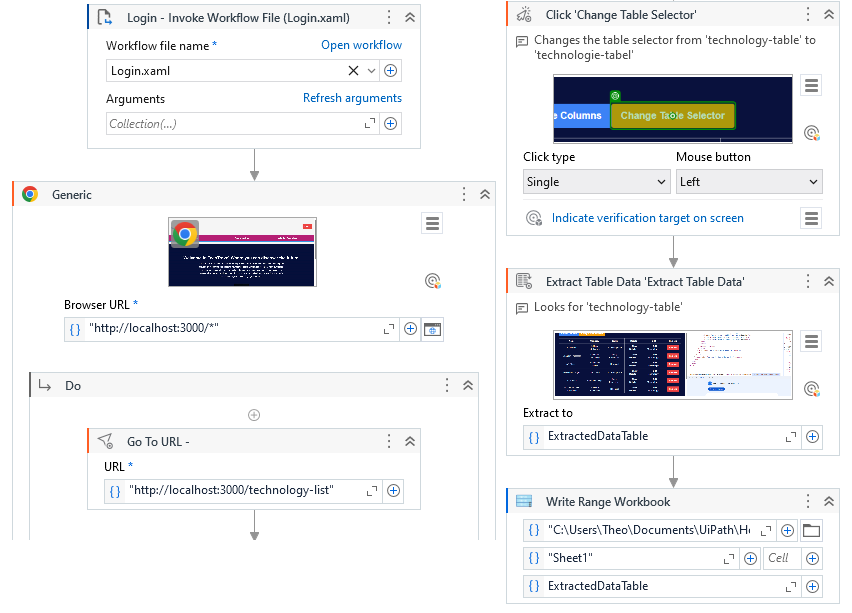 Login - Invoke Workflow File (Login.xaml)
Workflow file name *
Open workflow
Login.xaml
Arguments
Refresh arguments
Collection(...)
Generic
Browser URL *
"http://localhost:3000/*"
Do
Go To URL -
URL *
"http://localhost:3000/technology-list"
Click 'Change Table Selector'
Changes the table selector from 'technology-table' to
'technologie-tabel'
Columns
Change Table Selector
Click type
Mouse button
Single
Left
Indicate verification target on screen
Extract Table Data 'Extract Table Data'
Looks for 'technology-table'
Extract to
ExtractedDataTable
Write Range Workbook
"C:\Users\Theo\Documents\UiPath\He
"Sheet1"
Cell
ExtractedDataTable